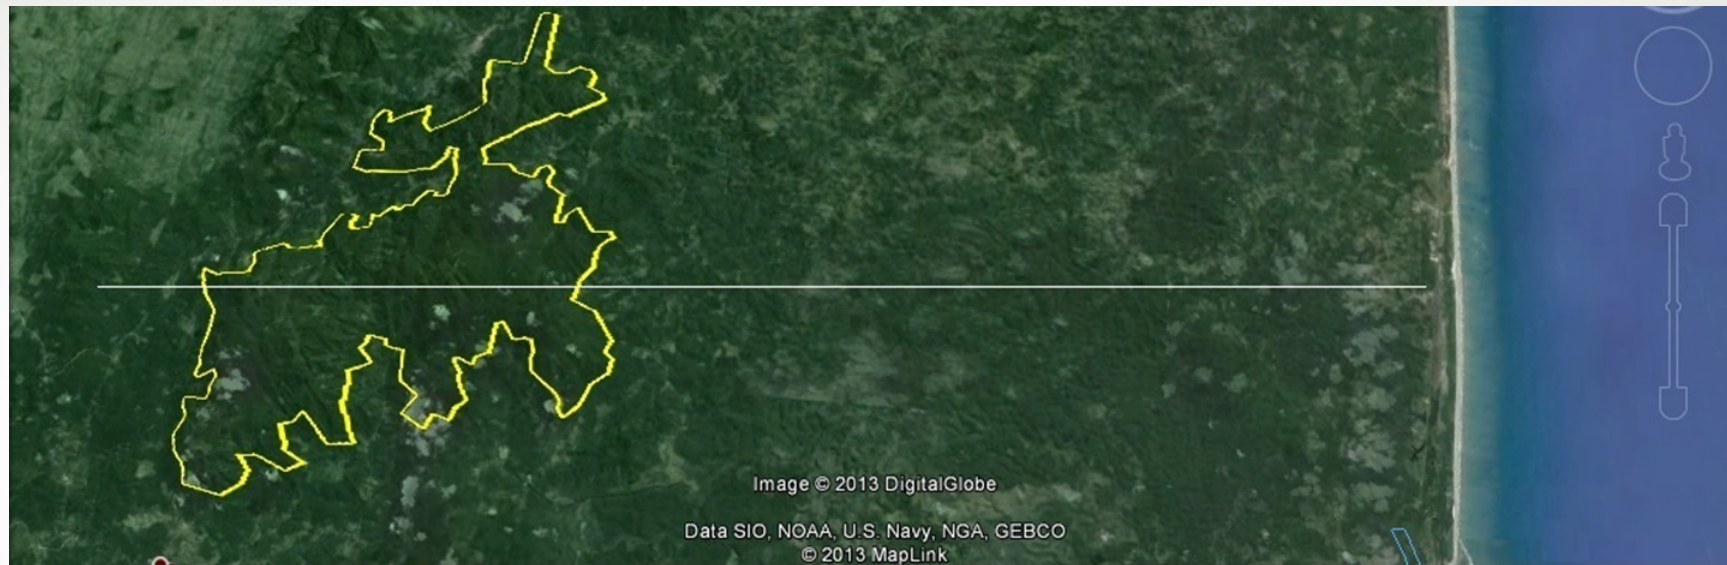 Image © 2013 DigitalGlobe
Data SIO, NOAA, U.S. Navy, NGA, GEBCO
© 2013 MapLink